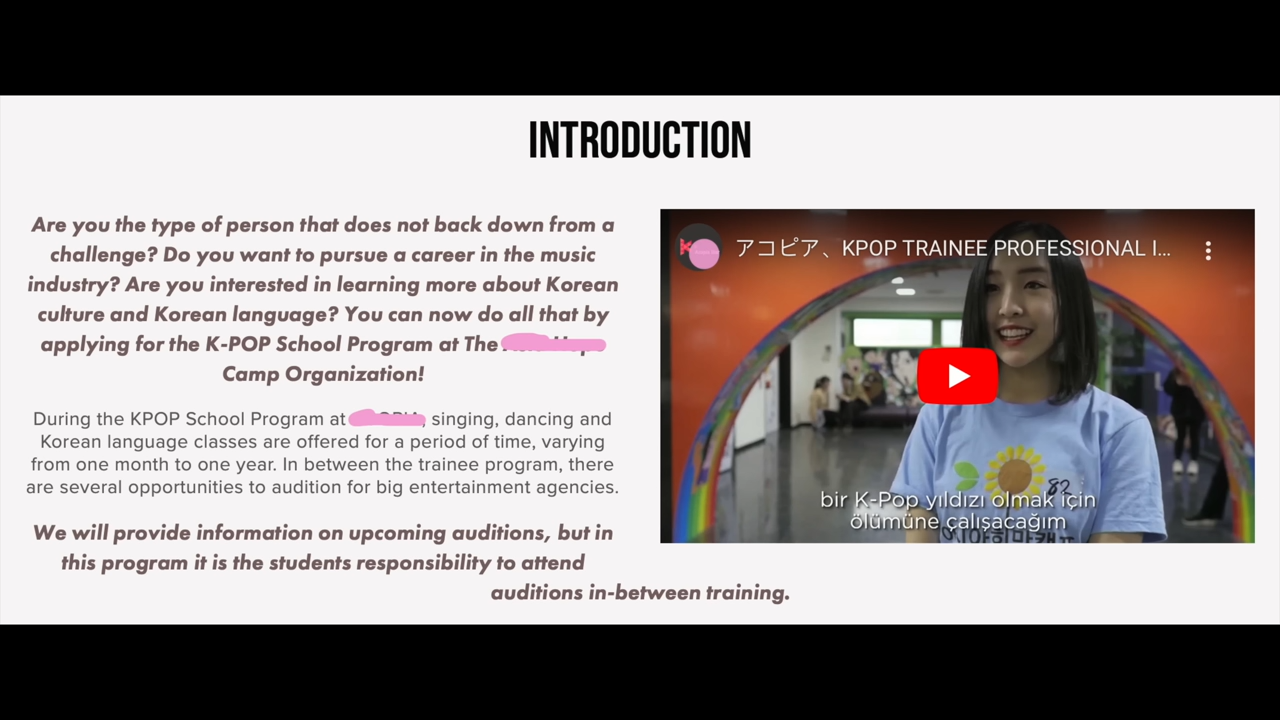 INTRODUCTION
Are you the type of person that does not back down from a
challenge? Do you want to pursue a career in the music
industry? Are you interested in learning more about Korean
culture and Korean language? You can now do all that by
applying for the K-POP School Program at The
Camp Organization!
During the KPOP School Program at , singing, dancing and
Korean language classes are offered for a period of time, varying
from one month to one year. In between the trainee program, there
are several opportunities to audition for big entertainment agencies.
We will provide information on upcoming auditions, but in
this program it is the students responsibility to attend
auditions in-between training.
アコピア、KPOP TRAINEE PROFESSIONAL I...
82
bir K-Pop yıldızı olmak için
ölümüne çalışacağım